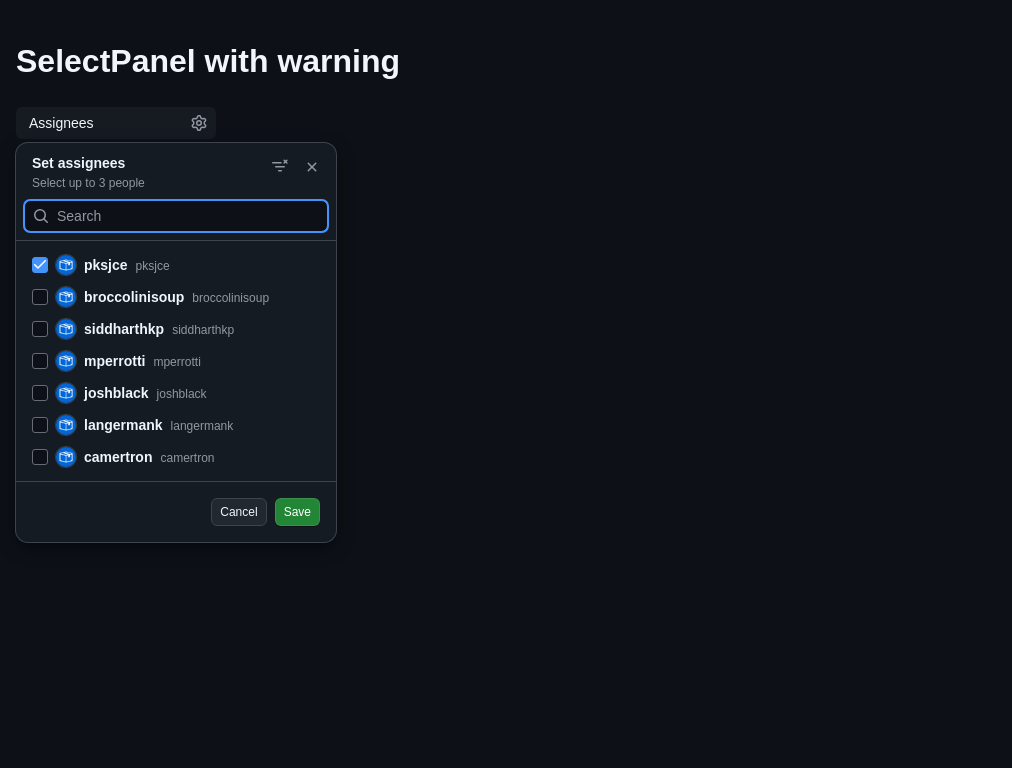 SelectPanel with warning
Assignees
Set assignees
Select up to 3 people
Search
pksjce pksjce
broccolinisoup broccolinisoup
siddharthkp siddharthkp
mperrotti mperrotti
joshblack joshblack
langermank langermank
camertron camertron
Cancel Save